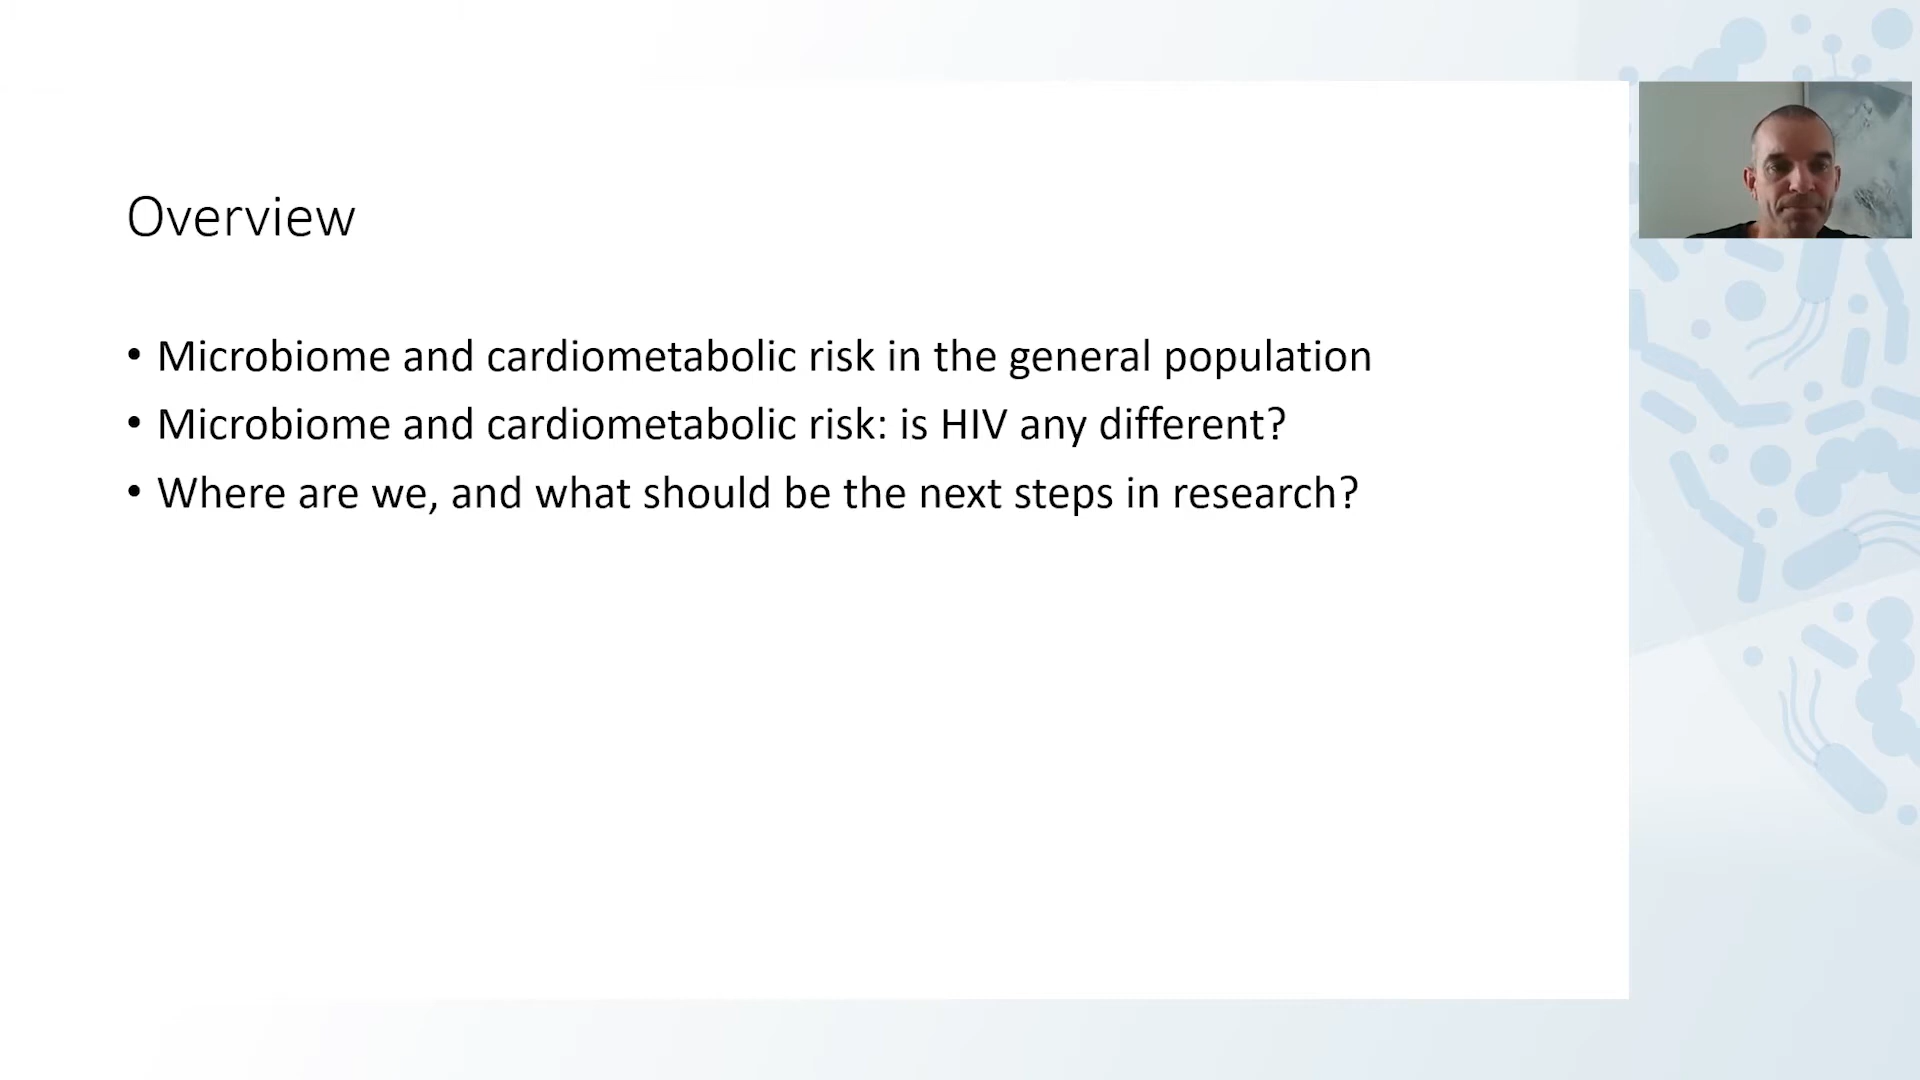 Overview
• Microbiome and cardiometabolic risk in the general population
• Microbiome and cardiometabolic risk: is HIV any different?
• Where are we, and what should be the next steps in research?